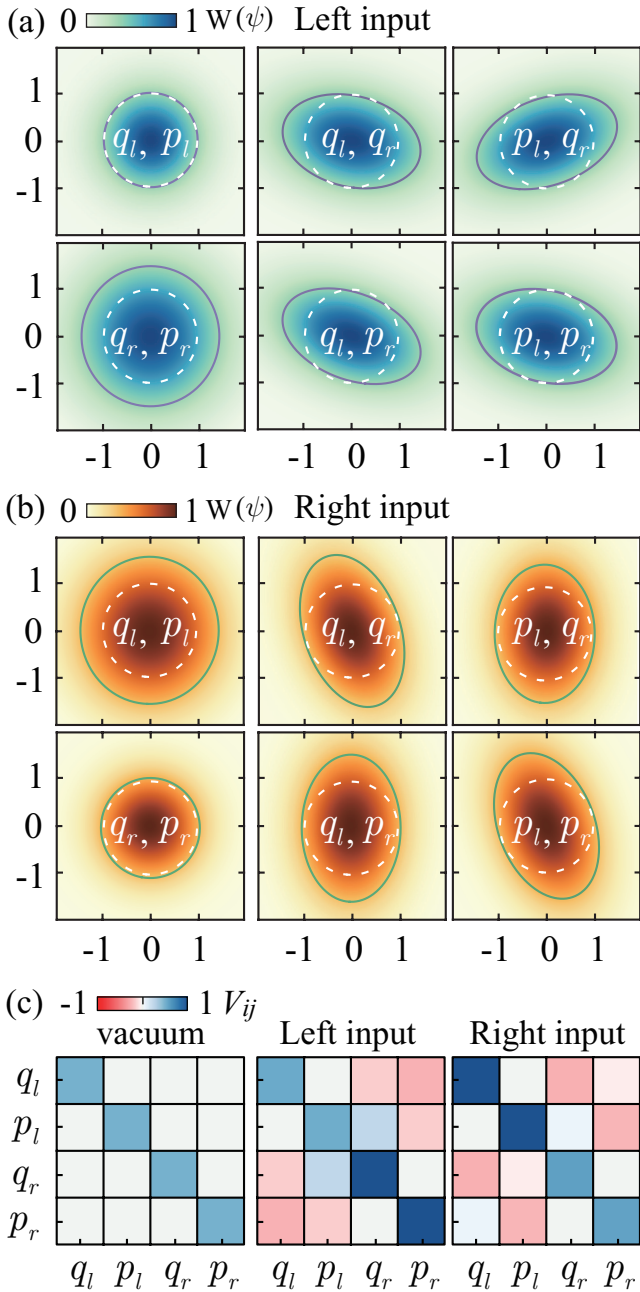 (a) 0 1 W(ψ) Left input
1
0
-1
q_l, p_l
q_l, q_r
p_l, q_r
1
0
-1
q_r, p_r
q_l, p_r
p_l, p_r
-1 0 1 -1 0 1 -1 0 1
(b) 0 1 W(ψ) Right input
1
0
-1
q_l, p_l
q_l, q_r
p_l, q_r
1
0
-1
q_r, p_r
q_l, p_r
p_l, p_r
-1 0 1 -1 0 1 -1 0 1
(c) -1 1 V_ij
vacuum Left input Right input
q_l
p_l
q_r
p_r
q_l p_l q_r p_r q_l p_l q_r p_r q_l p_l q_r p_r